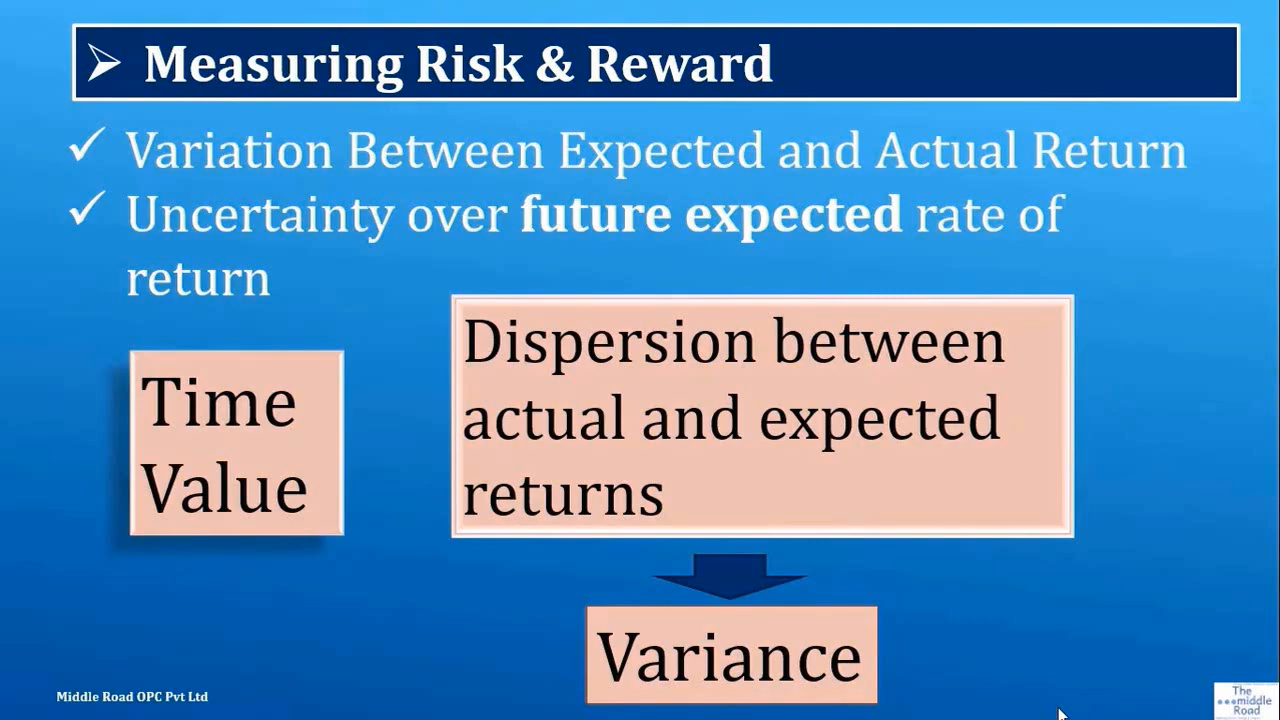 Measuring Risk & Reward
Variation Between Expected and Actual Return
Uncertainty over future expected rate of
return
Time
Value
Dispersion between
actual and expected
returns
Variance
Middle Road OPC Pvt Ltd
The
middle
Road